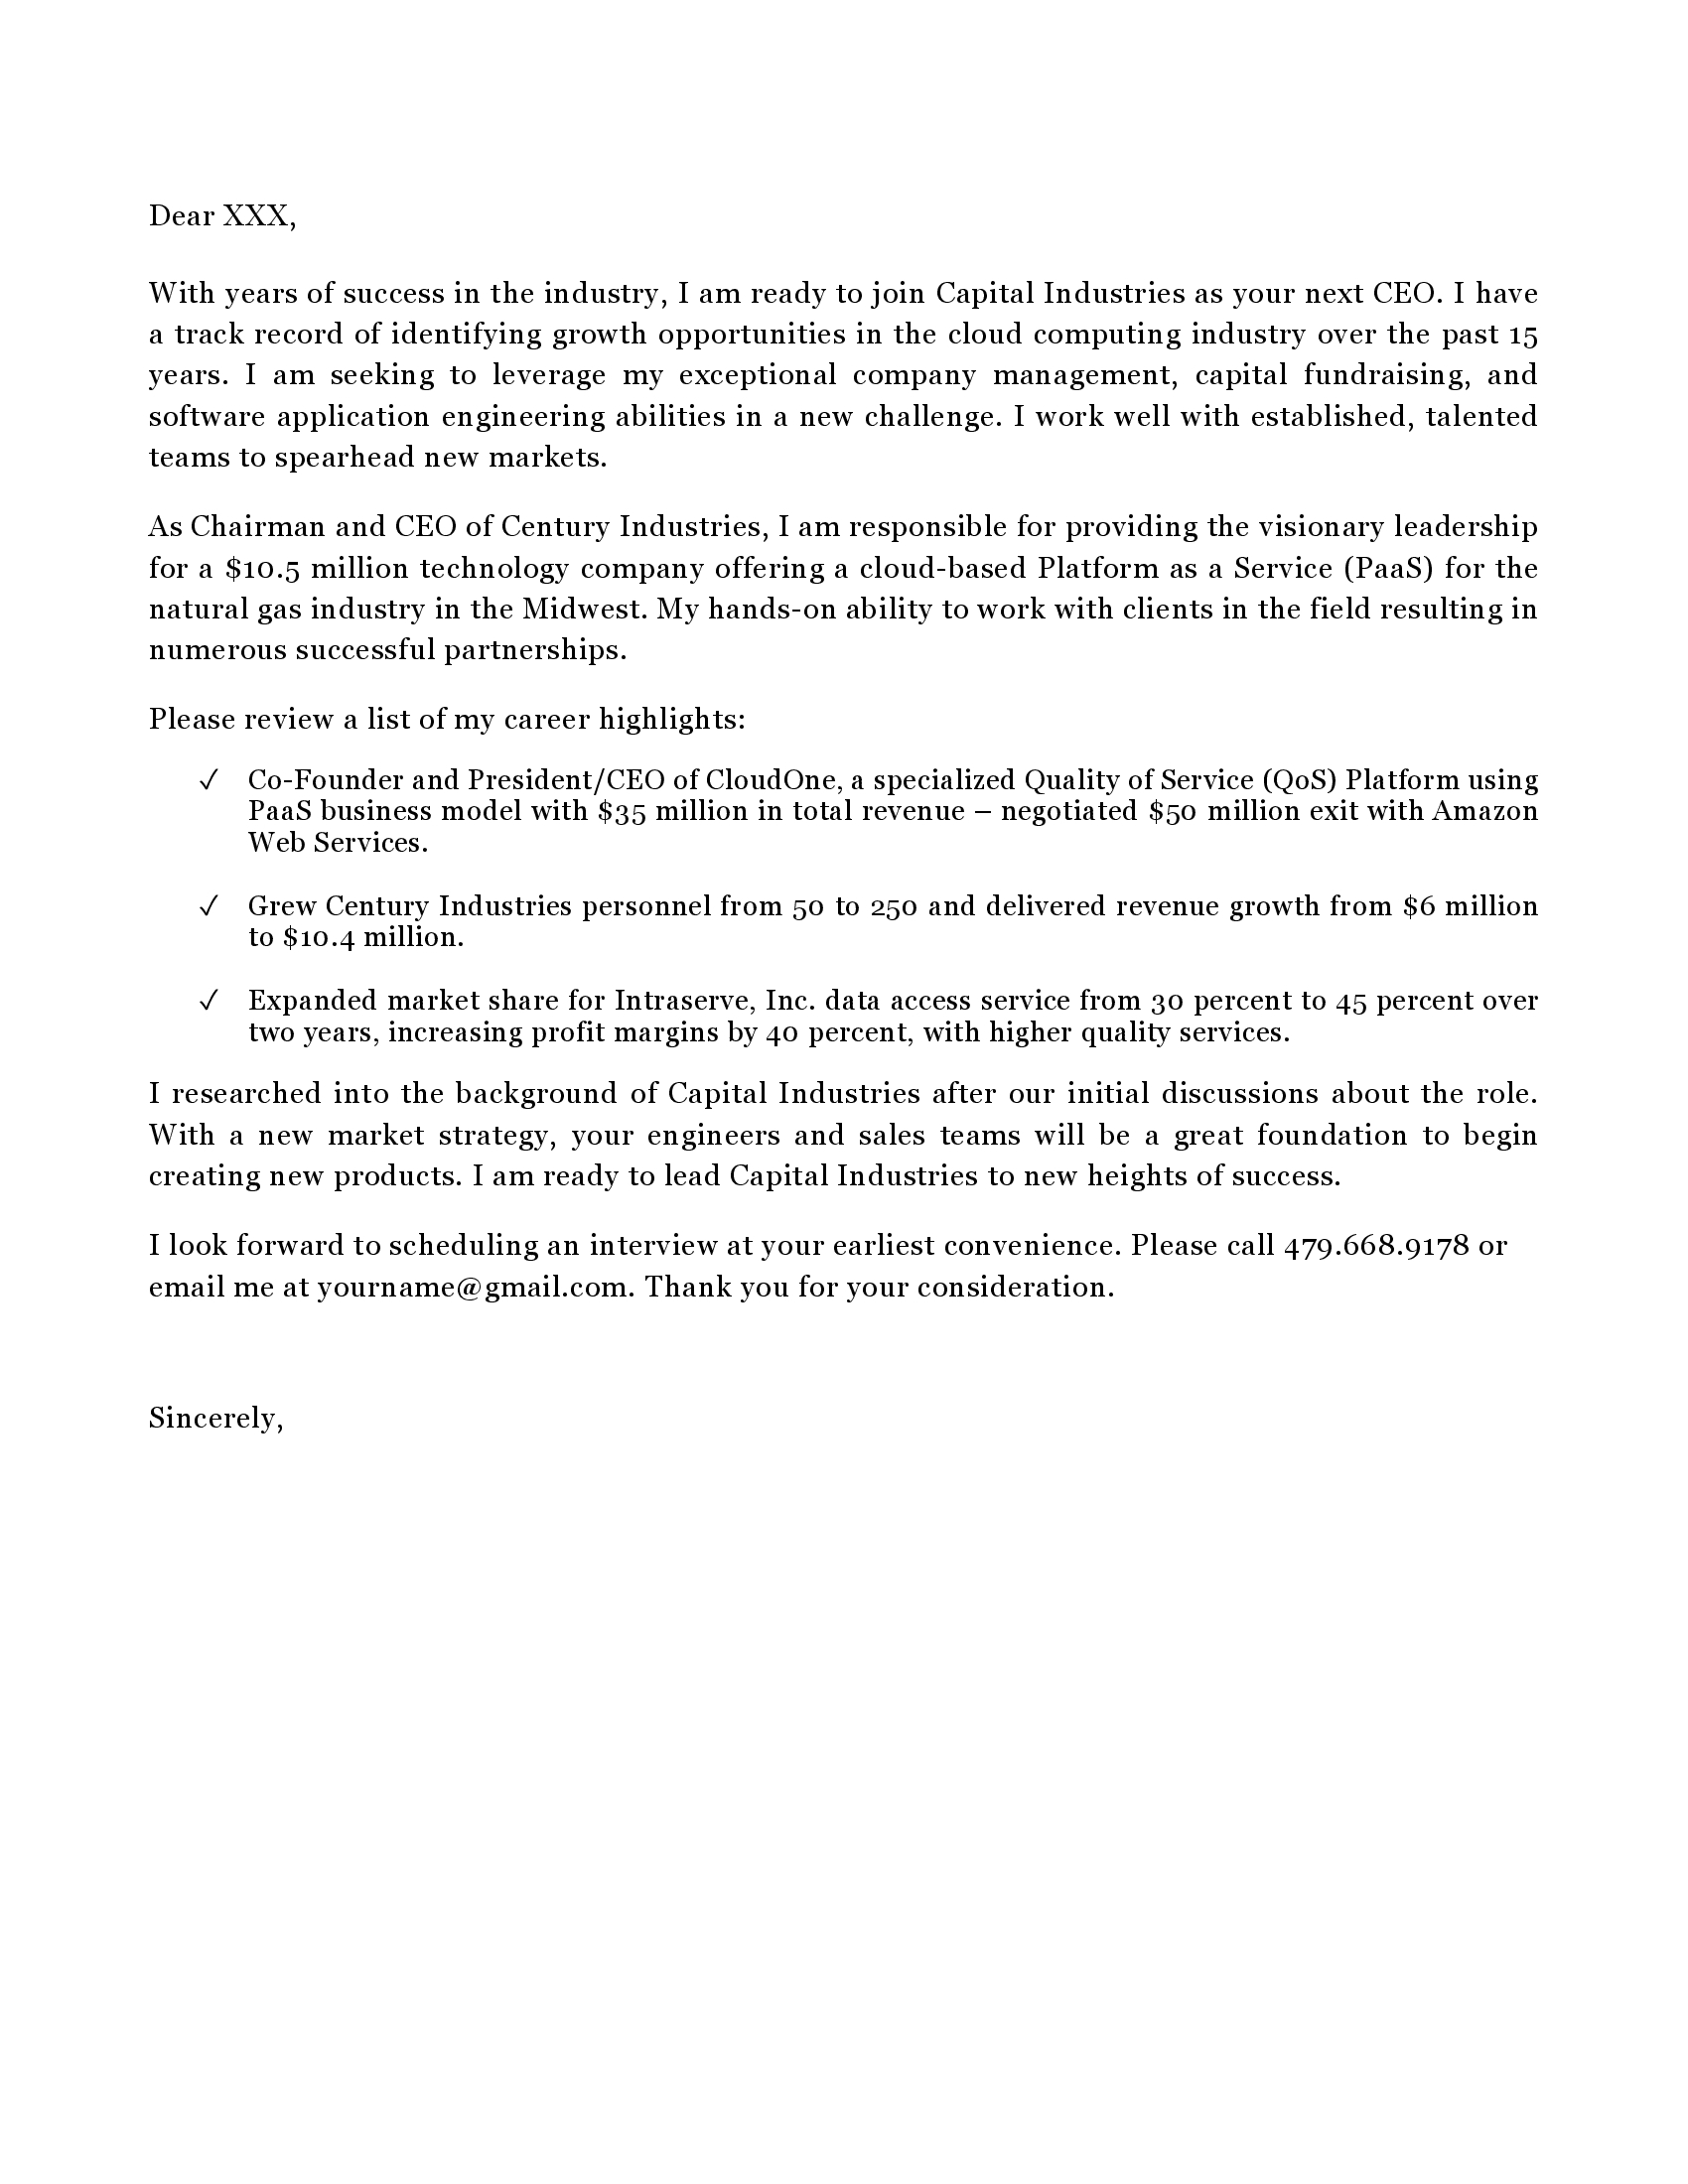 Dear XXX,
With years of success in the industry, I am ready to join Capital Industries as your next CEO. I have
a track record of identifying growth opportunities in the cloud computing industry over the past 15
years. I am seeking to leverage my exceptional company management, capital fundraising, and
software application engineering abilities in a new challenge. I work well with established, talented
teams to spearhead new markets.
As Chairman and CEO of Century Industries, I am responsible for providing the visionary leadership
for a $10.5 million technology company offering a cloud-based Platform as a Service (PaaS) for the
natural gas industry in the Midwest. My hands-on ability to work with clients in the field resulting in
numerous successful partnerships.
Please review a list of my career highlights:
✓ Co-Founder and President/CEO of CloudOne, a specialized Quality of Service (QoS) Platform using
PaaS business model with $35 million in total revenue – negotiated $50 million exit with Amazon
Web Services.
✓ Grew Century Industries personnel from 50 to 250 and delivered revenue growth from $6 million
to $10.4 million.
✓ Expanded market share for Intraserve, Inc. data access service from 30 percent to 45 percent over
two years, increasing profit margins by 40 percent, with higher quality services.
I researched into the background of Capital Industries after our initial discussions about the role.
With a new market strategy, your engineers and sales teams will be a great foundation to begin
creating new products. I am ready to lead Capital Industries to new heights of success.
I look forward to scheduling an interview at your earliest convenience. Please call 479.668.9178 or
email me at yourname@gmail.com. Thank you for your consideration.
Sincerely,